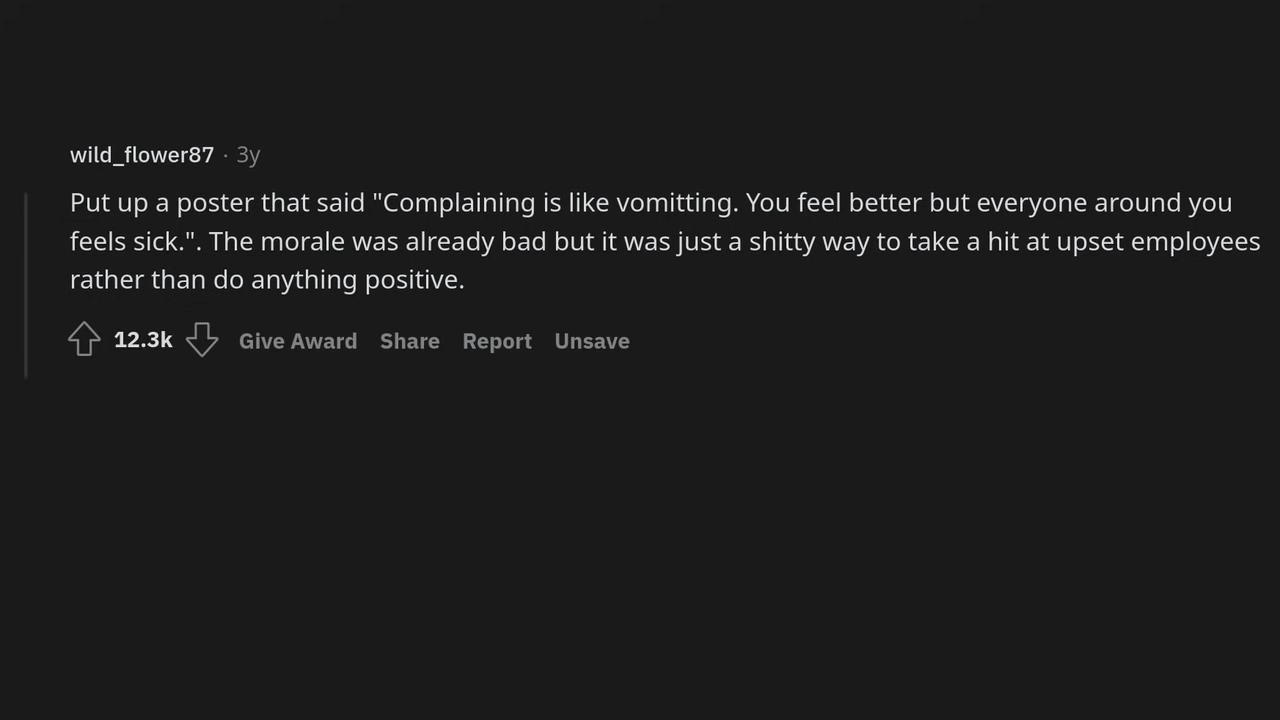 wild_flower87 · 3y
Put up a poster that said "Complaining is like vomitting. You feel better but everyone around you
feels sick.". The morale was already bad but it was just a shitty way to take a hit at upset employees
rather than do anything positive.
12.3k Give Award Share Report Unsave